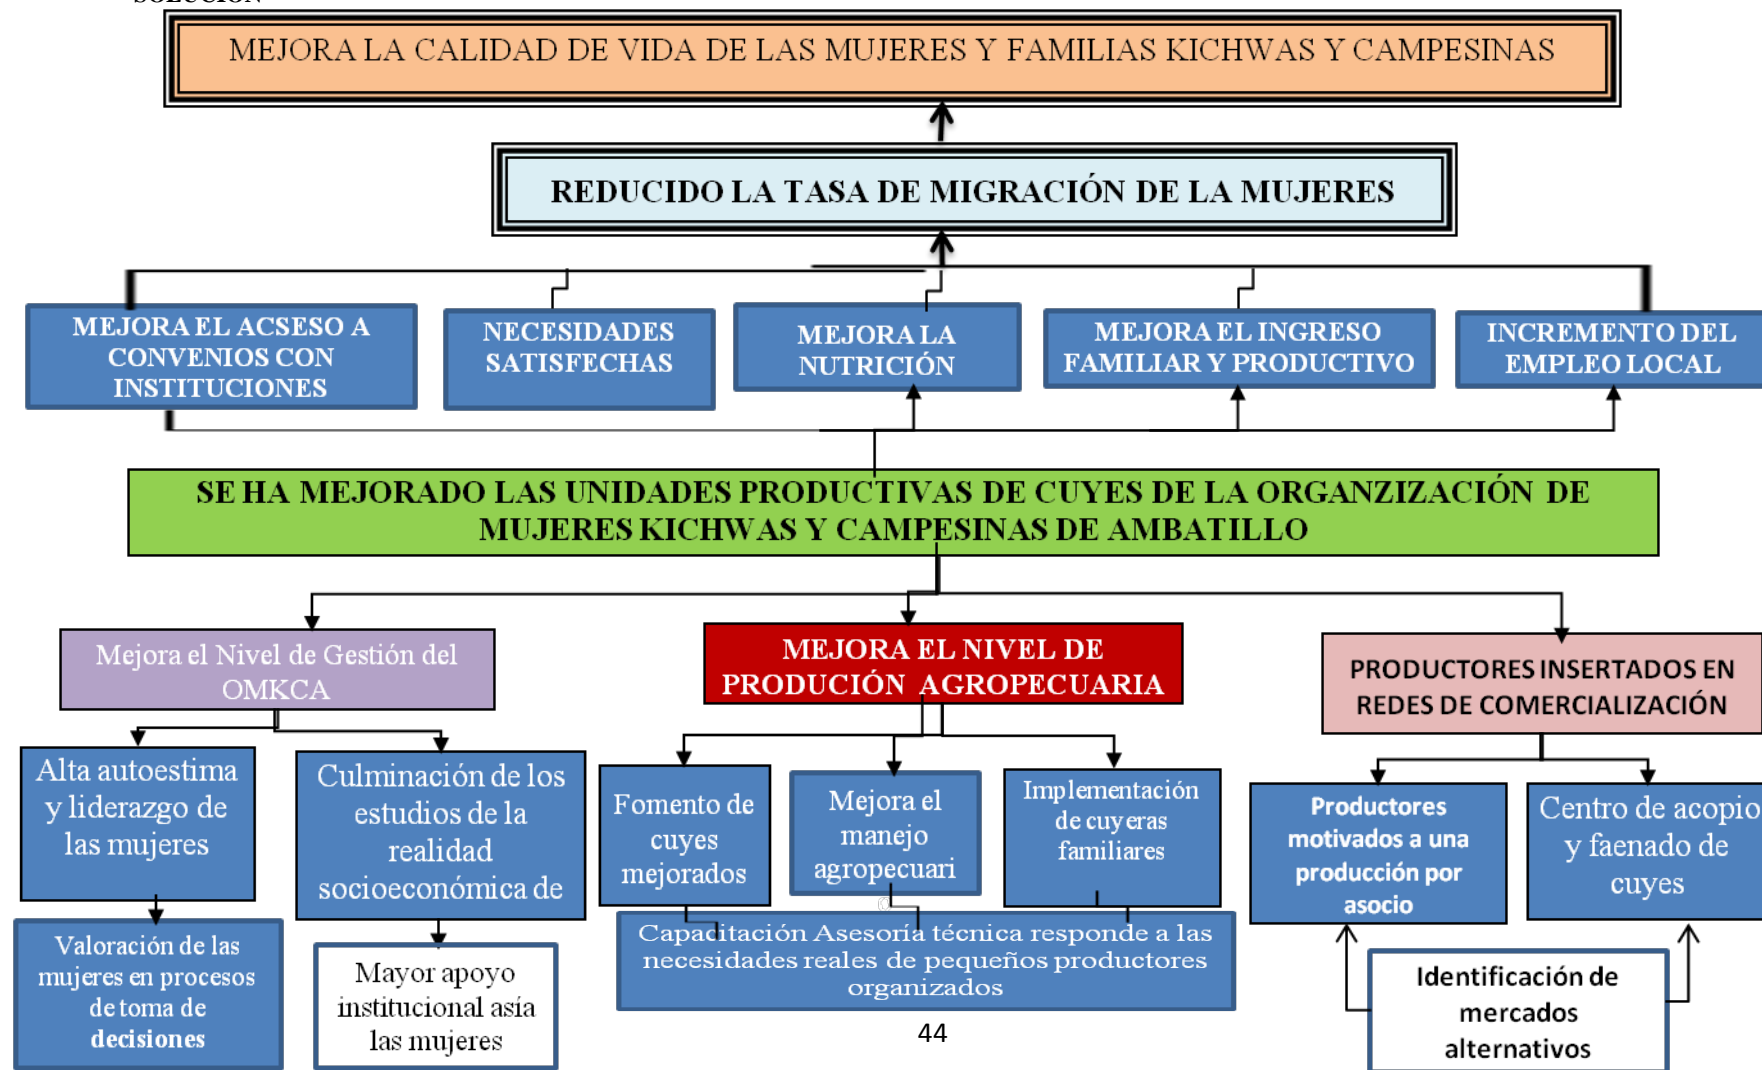 SOLUCIÓN
MEJORA LA CALIDAD DE VIDA DE LAS MUJERES Y FAMILIAS KICHWAS Y CAMPESINAS
REDUCIDO LA TASA DE MIGRACIÓN DE LA MUJERES
MEJORA EL ACSESO A
CONVENIOS CON
INSTITUCIONES
NECESIDADES
SATISFECHAS
MEJORA LA
NUTRICIÓN
MEJORA EL INGRESO
FAMILIAR Y PRODUCTIVO
INCREMENTO DEL
EMPLEO LOCAL
SE HA MEJORADO LAS UNIDADES PRODUCTIVAS DE CUYES DE LA ORGANZIZACIÓN DE
MUJERES KICHWAS Y CAMPESINAS DE AMBATILLO
Mejora el Nivel de Gestión del
OMKCA
MEJORA EL NIVEL DE
PRODUCIÓN AGROPECUARIA
PRODUCTORES INSERTADOS EN
REDES DE COMERCIALIZACIÓN
Alta autoestima
y liderazgo de
las mujeres
Culminación de los
estudios de la
realidad
socioeconómica de
Fomento de
cuyes
mejorados
Mejora el
manejo
agropecuari
Implementación
de cuyeras
familiares
Productores
motivados a una
producción por
asocio
Centro de acopio
y faenado de
cuyes
Valoración de las
mujeres en procesos
de toma de
decisiones
Mayor apoyo
institucional asía
las mujeres
Capacitación Asesoría técnica responde a las
necesidades reales de pequeños productores
organizados
Identificación de
mercados
alternativos
44